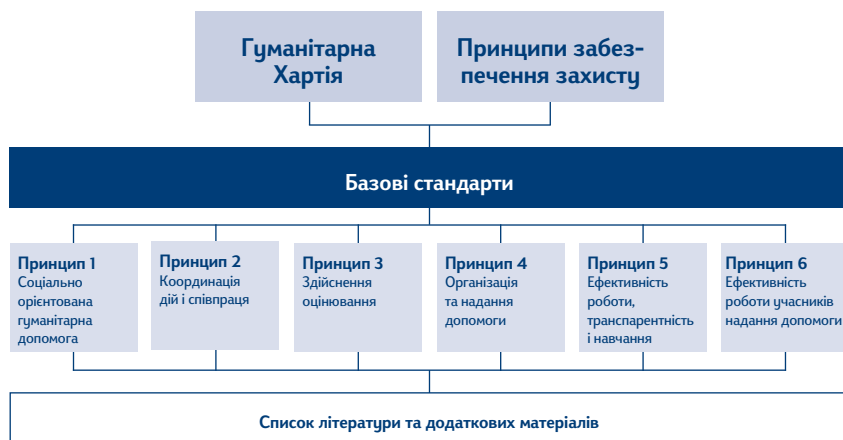 Гуманітарна
Хартія
Принципи забез-
печення захисту
Базові стандарти
Принцип 1
Соціально
орієнтована
гуманітарна
допомога
Принцип 2
Координація
дій і співпраця
Принцип 3
Здійснення
оцінювання
Принцип 4
Організація
та надання
допомоги
Принцип 5
Ефективність
роботи,
транспарентність
і навчання
Принцип 6
Ефективність
роботи учасників
надання допомоги
Список літератури та додаткових матеріалів